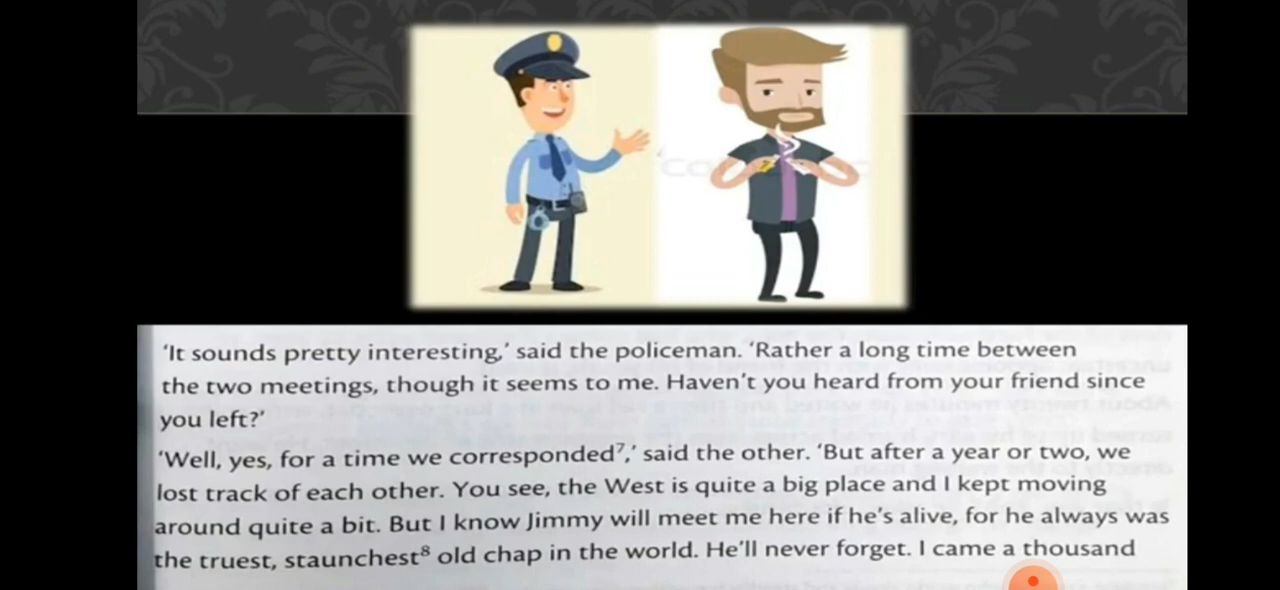 ‘It sounds pretty interesting,’ said the policeman. ‘Rather a long time between
the two meetings, though it seems to me. Haven’t you heard from your friend since
you left?’
‘Well, yes, for a time we corresponded⁷,’ said the other. ‘But after a year or two, we
lost track of each other. You see, the West is quite a big place and I kept moving
around quite a bit. But I know Jimmy will meet me here if he’s alive, for he always was
the truest, staunchest⁸ old chap in the world. He’ll never forget. I came a thousand